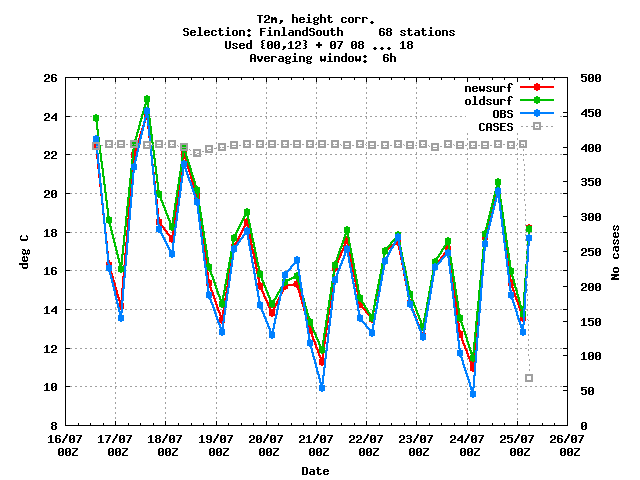 T2m, height corr.
Selection: FinlandSouth 68 stations
Used {00,12} + 07 08 ... 18
Averaging window: 6h
26 500
newsurf
oldsurf
OBS
CASES
24 450
22 400
20 350
18 300
16 250
14 200
12 150
10 100
8 50
0
deg C
No cases
16/07 17/07 18/07 19/07 20/07 21/07 22/07 23/07 24/07 25/07 26/07
00Z 00Z 00Z 00Z 00Z 00Z 00Z 00Z 00Z 00Z 00Z
Date